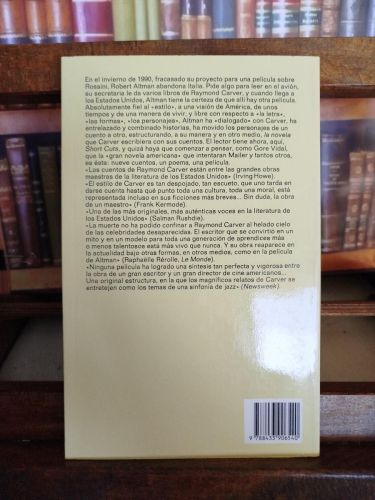 En el invierno de 1990, fracasado su proyecto para una película sobre
Rossini, Robert Altman abandona Italia. Pide algo para leer en el avión,
su secretaria le da varios libros de Raymond Carver, y cuando llega a
los Estados Unidos, Altman tiene la certeza de que allí hay otra película.
Absolutamente fiel al «estilo», a una visión de América, de unos
tiempos y de una manera de vivir, y libre con respecto a «la letra»,
«las formas», «los personajes», Altman ha «dialogado» con Carver, ha
entrelazado y combinado historias, ha movido los personajes de un
cuento a otro, estructurando, a su manera y en otro medio, la novela
que Carver escribiera con sus cuentos. El lector tiene ahora, aquí,
Short Cuts, y quizá haya que comenzar a pensar, como Gore Vidal,
que la «gran novela americana» que intentaran Mailer y tantos otros,
es ésta: nueve cuentos, un poema, una película.
«Los cuentos de Raymond Carver están entre las grandes obras
maestras de la literatura de los Estados Unidos» (Irving Howe).
«El estilo de Carver es tan despojado, tan escueto, que uno tarda en
darse cuenta hasta qué punto toda una cultura, toda una moral, está
representada incluso en sus ficciones más breves... Sin duda, la obra
de un maestro» (Frank Kermode).
«Una de las más originales, más auténticas voces en la literatura de
los Estados Unidos» (Salman Rushdie).
«La muerte no ha podido confinar a Raymond Carver al helado cielo
de las celebridades desaparecidas. El escritor que se convirtió en un
mito y en un modelo para toda una generación de aprendices más
o menos talentosos está más vivo que nunca. Y su obra reaparece en
la actualidad bajo otras formas, en otros medios, como en la película
de Altman» (Raphaëlle Rérolle, Le Monde).
«Ninguna película ha logrado una síntesis tan perfecta y vigorosa entre
la obra de un gran escritor y un gran director de cine americanos...
Una original estructura, en la que los magníficos relatos de Carver se
entretejen como los temas de una sinfonía de jazz» (Newsweek).
9 788433 906540